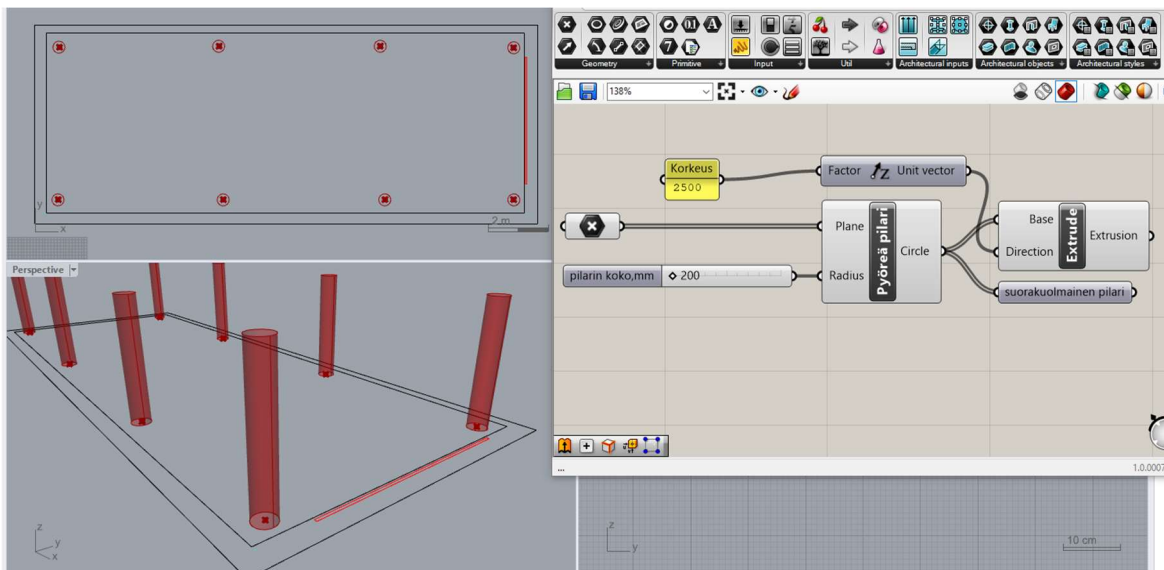 Geometry
Primitive
Input
Util
Architectural inputs
Architectural objects
Architectural styles
138%
Korkeus
2500
Factor
Z
Unit vector
Plane
Radius
Pyöreä pilari
Circle
pilarin koko,mm
200
Base
Direction
Extrude
Extrusion
suorakuolmainen pilari
...
1.0.0007
y
x
2 m
Perspective
z
y
x
z
y
10 cm